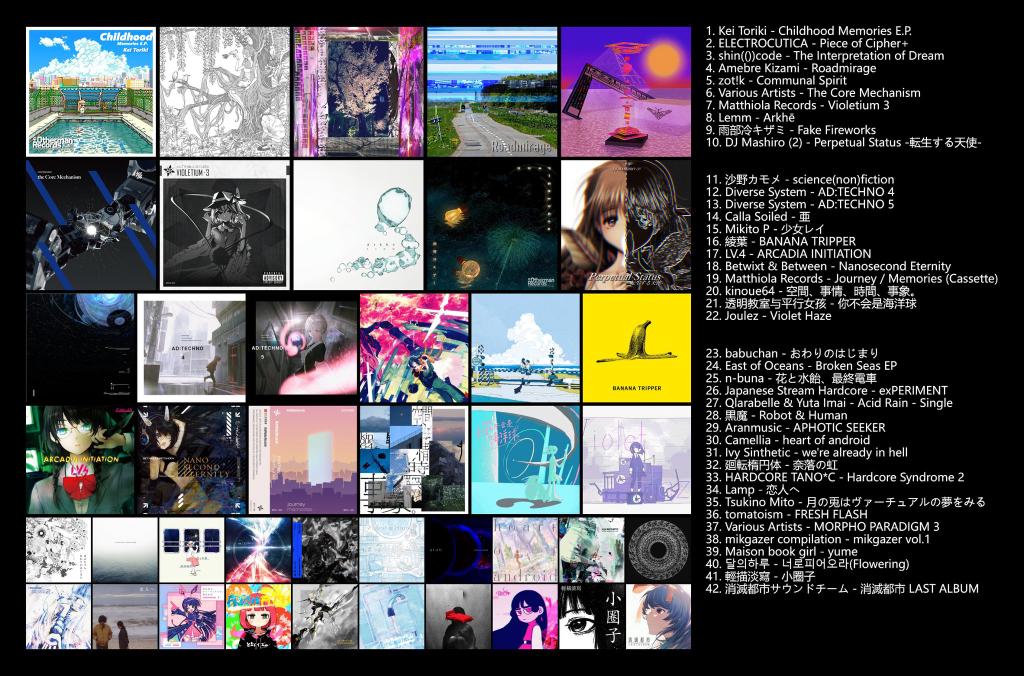 Childhood
Memories E.P.
Kei Toriki
Otherman
Records
Roadmirage
the Core Mechanism
VIOLETIUM-3
Otherman
Records
Perpetual Status
AD:TECHNO
4
AD:TECHNO
5
BANANA TRIPPER
ARCADIA INITIATION
LV.4
NANO
SECOND
ETERNITY
journey
memories
事象。
Violet
android
小圈子
1. Kei Toriki - Childhood Memories E.P.
2. ELECTROCUTICA - Piece of Cipher+
3. shin(())code - The Interpretation of Dream
4. Amebre Kizami - Roadmirage
5. zot!k - Communal Spirit
6. Various Artists - The Core Mechanism
7. Matthiola Records - Violetium 3
8. Lemm - Arkhē
9. 雨部冷キザミ - Fake Fireworks
10. DJ Mashiro (2) - Perpetual Status -転生する天使-
11. 沙野カモメ - science(non)fiction
12. Diverse System - AD:TECHNO 4
13. Diverse System - AD:TECHNO 5
14. Calla Soiled - 亜
15. Mikito P - 少女レイ
16. 綾葉 - BANANA TRIPPER
17. LV.4 - ARCADIA INITIATION
18. Betwixt & Between - Nanosecond Eternity
19. Matthiola Records - Journey / Memories (Cassette)
20. kinoue64 - 空間、事情、時間、事象。
21. 透明教室与平行女孩 - 你不会是海洋球
22. Joulez - Violet Haze
23. babuchan - おわりのはじまり
24. East of Oceans - Broken Seas EP
25. n-buna - 花と水飴、最終電車
26. Japanese Stream Hardcore - exPERIMENT
27. Qlarabelle & Yuta Imai - Acid Rain - Single
28. 黒魔 - Robot & Human
29. Aranmusic - APHOTIC SEEKER
30. Camellia - heart of android
31. Ivy Sinthetic - we're already in hell
32. 廻転楕円体 - 奈落の虹
33. HARDCORE TANO*C - Hardcore Syndrome 2
34. Lamp - 恋人へ
35. Tsukino Mito - 月の兎はヴァーチュアルの夢をみる
36. tomatoism - FRESH FLASH
37. Various Artists - MORPHO PARADIGM 3
38. mikgazer compilation - mikgazer vol.1
39. Maison book girl - yume
40. 달의하루 - 너로피어오라(Flowering)
41. 輕描淡寫 - 小圈子
42. 消滅都市サウンドチーム - 消滅都市 LAST ALBUM